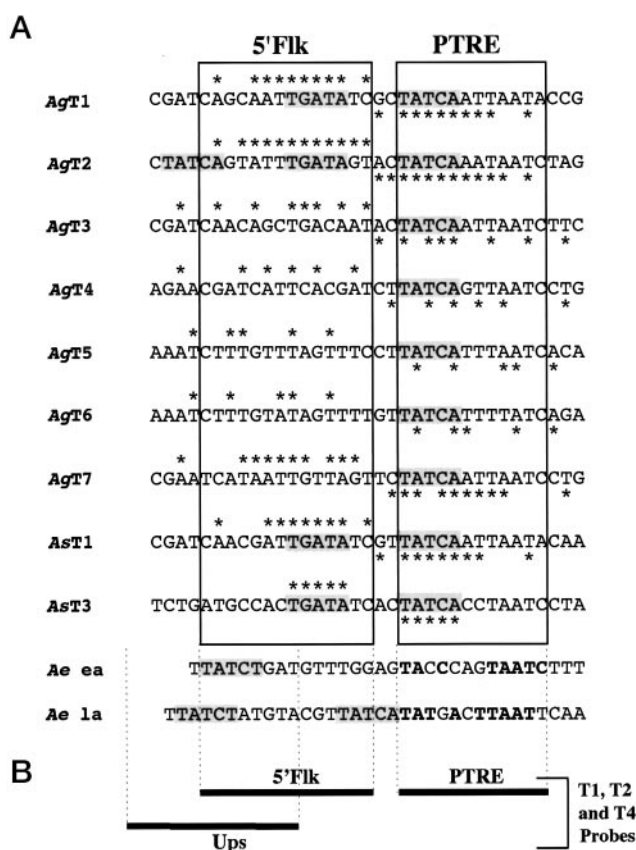 A
5'Flk PTRE
AgT1 CGATCAGCAATTGATATCGCTATCAATTAATACCG
AgT2 CTATCAGTATTTGATAGTACTATCAAATAATCTAG
AgT3 CGATCAACAGCTGACAATACTATCAATTAATCTTC
AgT4 AGAACGATCATTCACGATCTTATCAGTTAATCCTG
AgT5 AAATCTTTGTTTAGTTTCCTTATCATTTAATCACA
AgT6 AAATCTTTGTATAGTTTTGTTATCATTTTATCAGA
AgT7 CGAATCATAATTGTTAGTTCTATCAATTAATCCTG
AsT1 CGATCAACGATTGATATCGTTATCAATTAATACAA
AsT3 TCTGATGCCACTGATATCACTATCACCTAATCCTA
Ae ea TTATCTGATGTTTGGAGTACCCAGTAATCTTT
Ae la TTATCTATGTACGTTATCATATGACTTAATTCAA
B
5'Flk PTRE
Ups
T1, T2
and T4
Probes